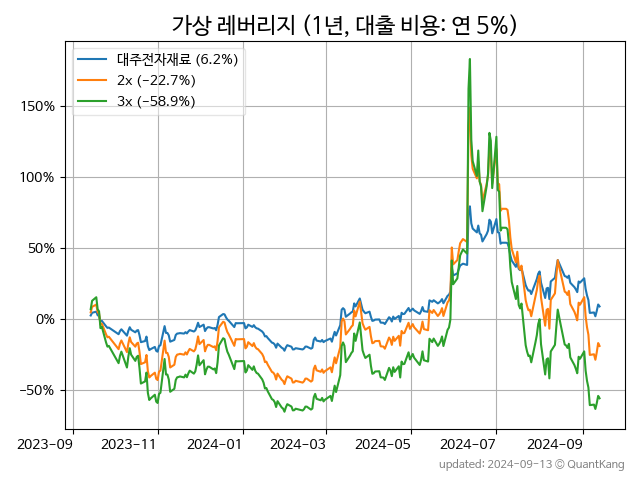 가상 레버리지 (1년, 대출 비용: 연 5%)
대주전자재료 (6.2%)
2x (−22.7%)
3x (−58.9%)
150%
100%
50%
0%
−50%
2023-09 2023-11 2024-01 2024-03 2024-05 2024-07 2024-09
updated: 2024-09-13 © QuantKang